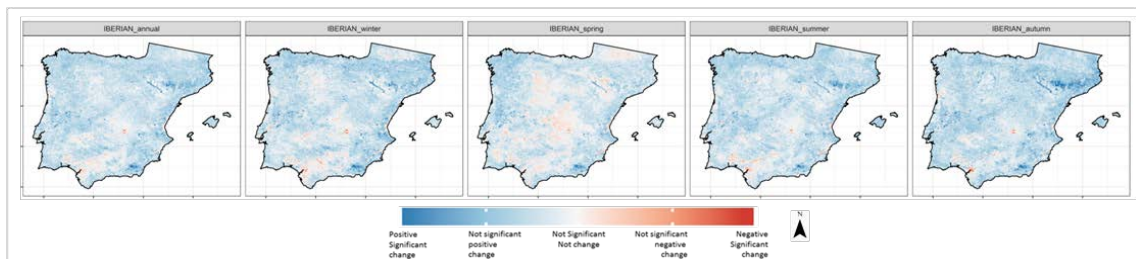 IBERIAN_annual
IBERIAN_winter
IBERIAN_spring
IBERIAN_summer
IBERIAN_autumn
Positive Significant change
Not significant positive change
Not Significant Not change
Not significant negative change
Negative Significant change
N